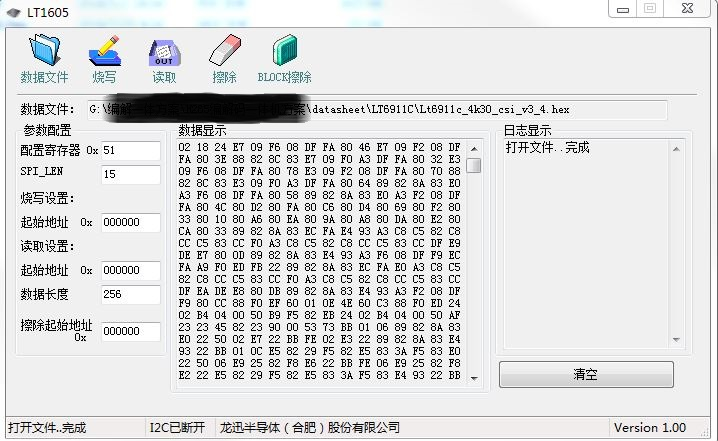 LT1605
数据文件
烧写
读取
擦除
BLOCK擦除
数据文件: G:\ \datasheet\LT6911C\Lt6911c_4k30_csi_v3_4.hex
参数配置
配置寄存器 0x 51
SPI_LEN 15
烧写设置:
起始地址 0x 000000
读取设置:
起始地址 0x 000000
数据长度 256
擦除起始地址
0x 000000
数据显示
02 18 24 E7 09 F6 08 DF FA 80 46 E7 09 F2 08 DF
FA 80 3E 88 82 8C 83 E7 09 F0 A3 DF FA 80 32 E3
09 F6 08 DF FA 80 78 E3 09 F2 08 DF FA 80 70 88
82 8C 83 E3 09 F0 A3 DF FA 80 64 89 82 8A 83 E0
A3 F6 08 DF FA 80 58 89 82 8A 83 E0 A3 F2 08 DF
FA 80 4C 80 D2 80 FA 80 C6 80 D4 80 69 80 F2 80
33 80 10 80 A6 80 EA 80 9A 80 A8 80 DA 80 E2 80
CA 80 33 89 82 8A 83 EC FA E4 93 A3 C8 C5 82 C8
CC C5 83 CC F0 A3 C8 C5 82 C8 CC C5 83 CC DF E9
DE E7 80 0D 89 82 8A 83 E4 93 A3 F6 08 DF F9 EC
FA A9 F0 ED FB 22 89 82 8A 83 EC FA E0 A3 C8 C5
82 C8 CC C5 83 CC F0 A3 C8 C5 82 C8 CC C5 83 CC
DF EA DE E8 80 DB 89 82 8A 83 E4 93 A3 F2 08 DF
F9 80 CC 88 F0 EF 60 01 0E 4E 60 C3 88 F0 ED 24
02 B4 04 00 50 B9 F5 82 EB 24 02 B4 04 00 50 AF
23 23 45 82 23 90 00 53 73 BB 01 06 89 82 8A 83
E0 22 50 02 E7 22 BB FE 02 E3 22 89 82 8A 83 E4
93 22 BB 01 0C E5 82 29 F5 82 E5 83 3A F5 83 E0
22 50 06 E9 25 82 F8 E6 22 BB FE 06 E9 25 82 F8
E2 22 E5 82 29 F5 82 E5 83 3A F5 83 E4 93 22 BB
日志显示
打开文件..完成
清空
打开文件..完成
I2C已断开
龙迅半导体(合肥)股份有限公司
Version 1.00